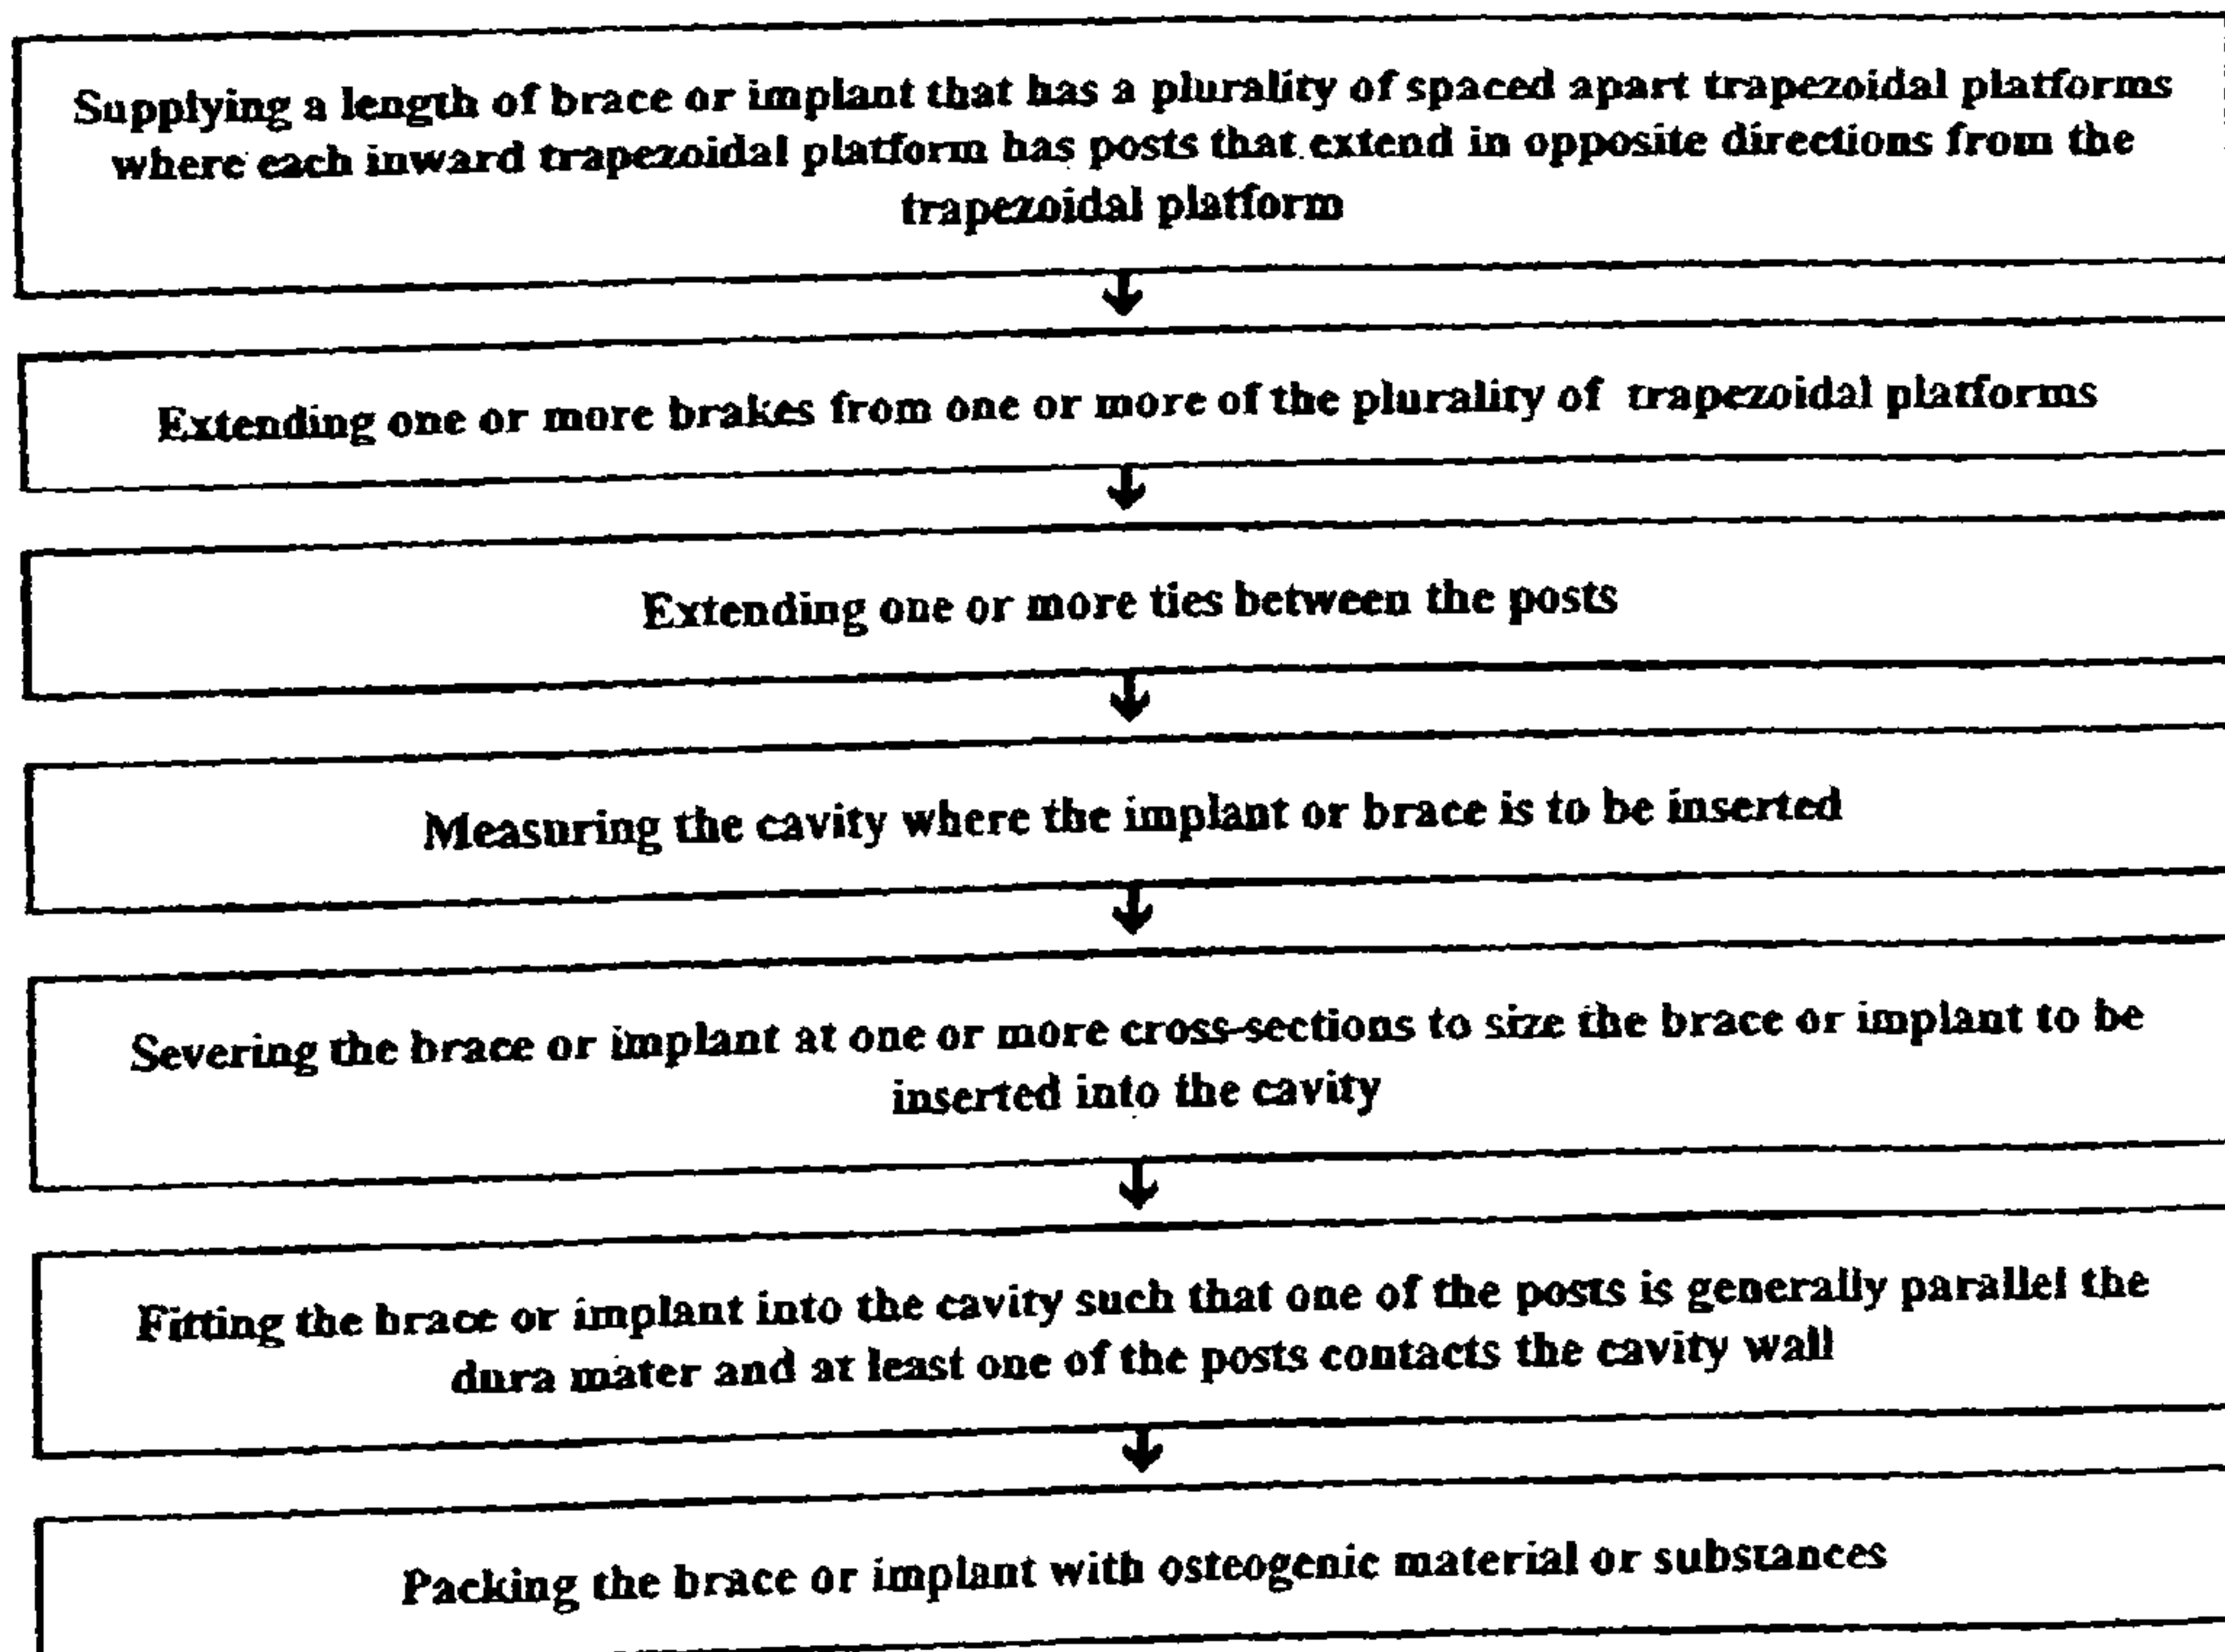 Supplying a length of brace or implant that has a plurality of spaced apart trapezoidal platforms
where each inward trapezoidal platform has posts that extend in opposite directions from the
trapezoidal platform
Extending one or more brakes from one or more of the plurality of trapezoidal platforms
Extending one or more ties between the posts
Measuring the cavity where the implant or brace is to be inserted
Severing the brace or implant at one or more cross-sections to size the brace or implant to be
inserted into the cavity
Fitting the brace or implant into the cavity such that one of the posts is generally parallel the
dura mater and at least one of the posts contacts the cavity wall
Packing the brace or implant with osteogenic material or substances